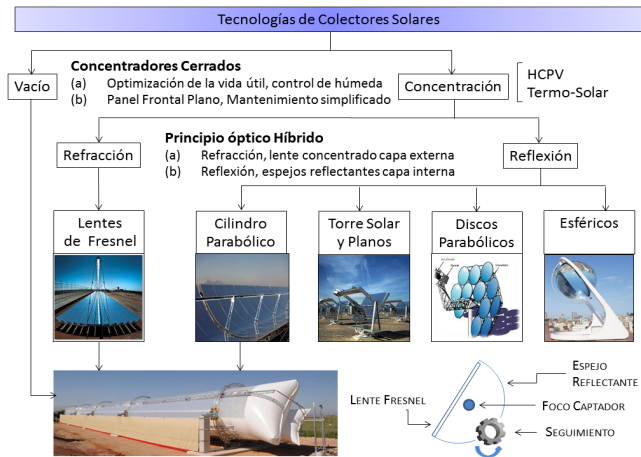 Tecnologías de Colectores Solares
Concentradores Cerrados
(a) Optimización de la vida útil, control de húmeda
(b) Panel Frontal Plano, Mantenimiento simplificado
Vacío
Concentración
HCPV
Termo-Solar
Principio óptico Híbrido
(a) Refracción, lente concentrado capa externa
(b) Reflexión, espejos reflectantes capa interna
Refracción
Reflexión
Lentes
de Fresnel
Cilindro
Parabólico
Torre Solar
y Planos
Discos
Parabólicos
Esféricos
LENTE FRESNEL
ESPEJO
REFLECTANTE
FOCO CAPTADOR
SEGUIMIENTO